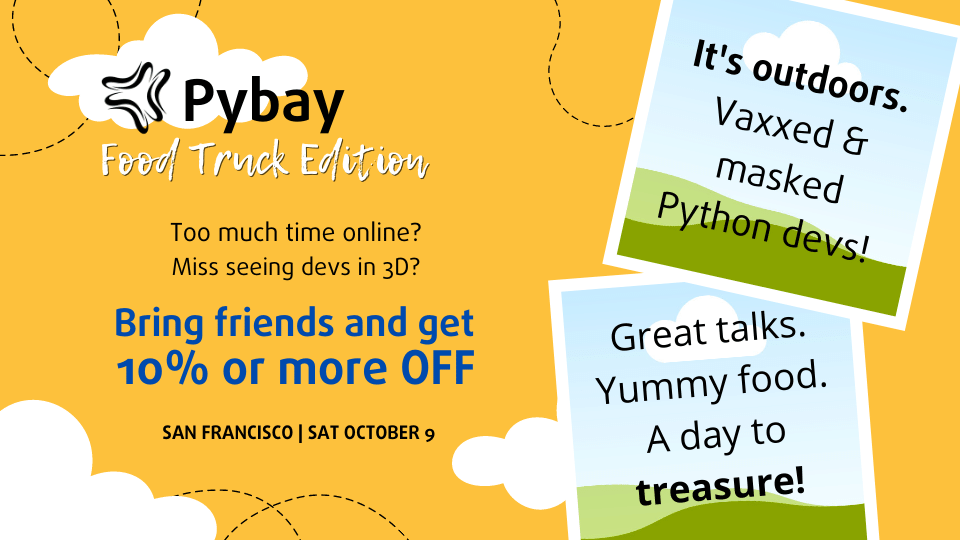 Pybay
Food Truck Edition
Too much time online?
Miss seeing devs in 3D?
Bring friends and get
10% or more OFF
SAN FRANCISCO | SAT OCTOBER 9
It's outdoors.
Vaxxed &
masked
Python devs!
Great talks.
Yummy food.
A day to
treasure!